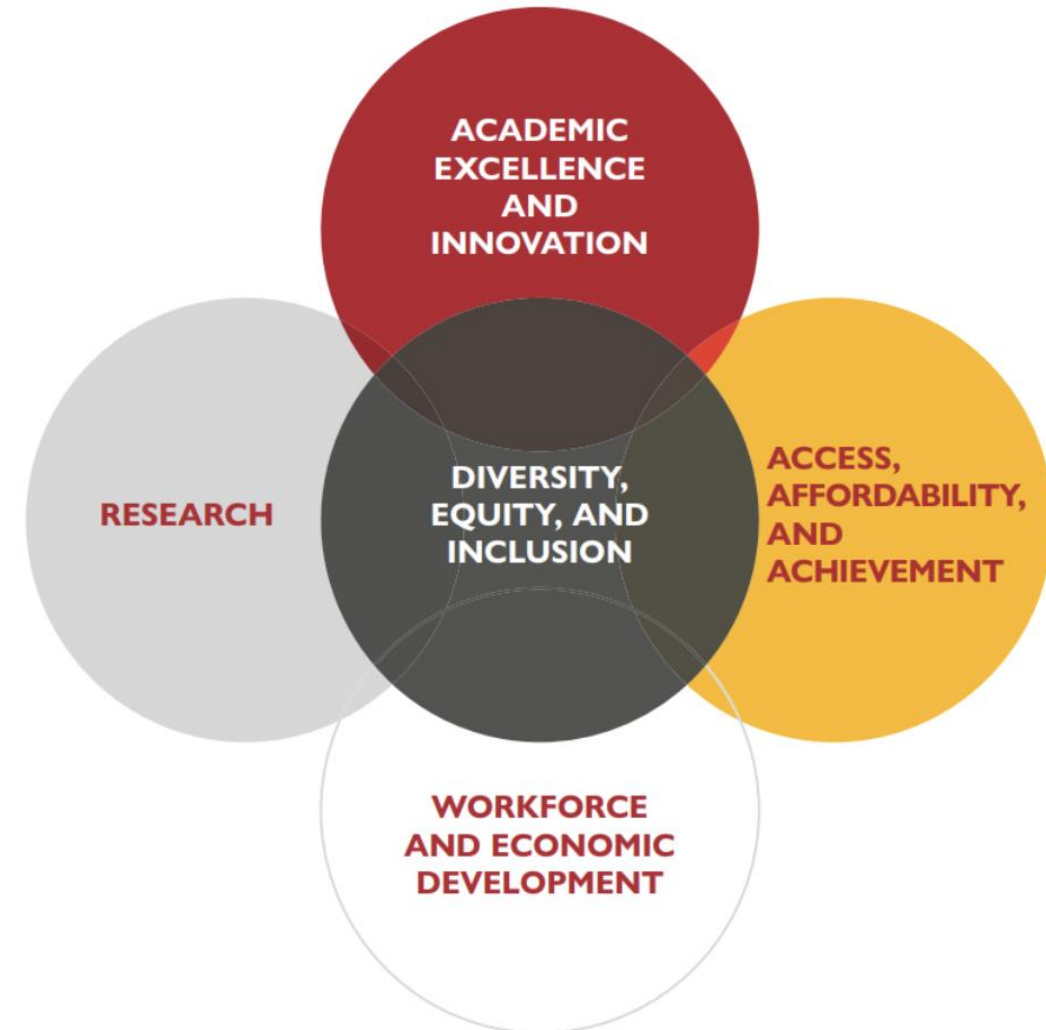 ACADEMIC
EXCELLENCE
AND
INNOVATION
RESEARCH
DIVERSITY,
EQUITY, AND
INCLUSION
ACCESS,
AFFORDABILITY,
AND
ACHIEVEMENT
WORKFORCE
AND ECONOMIC
DEVELOPMENT